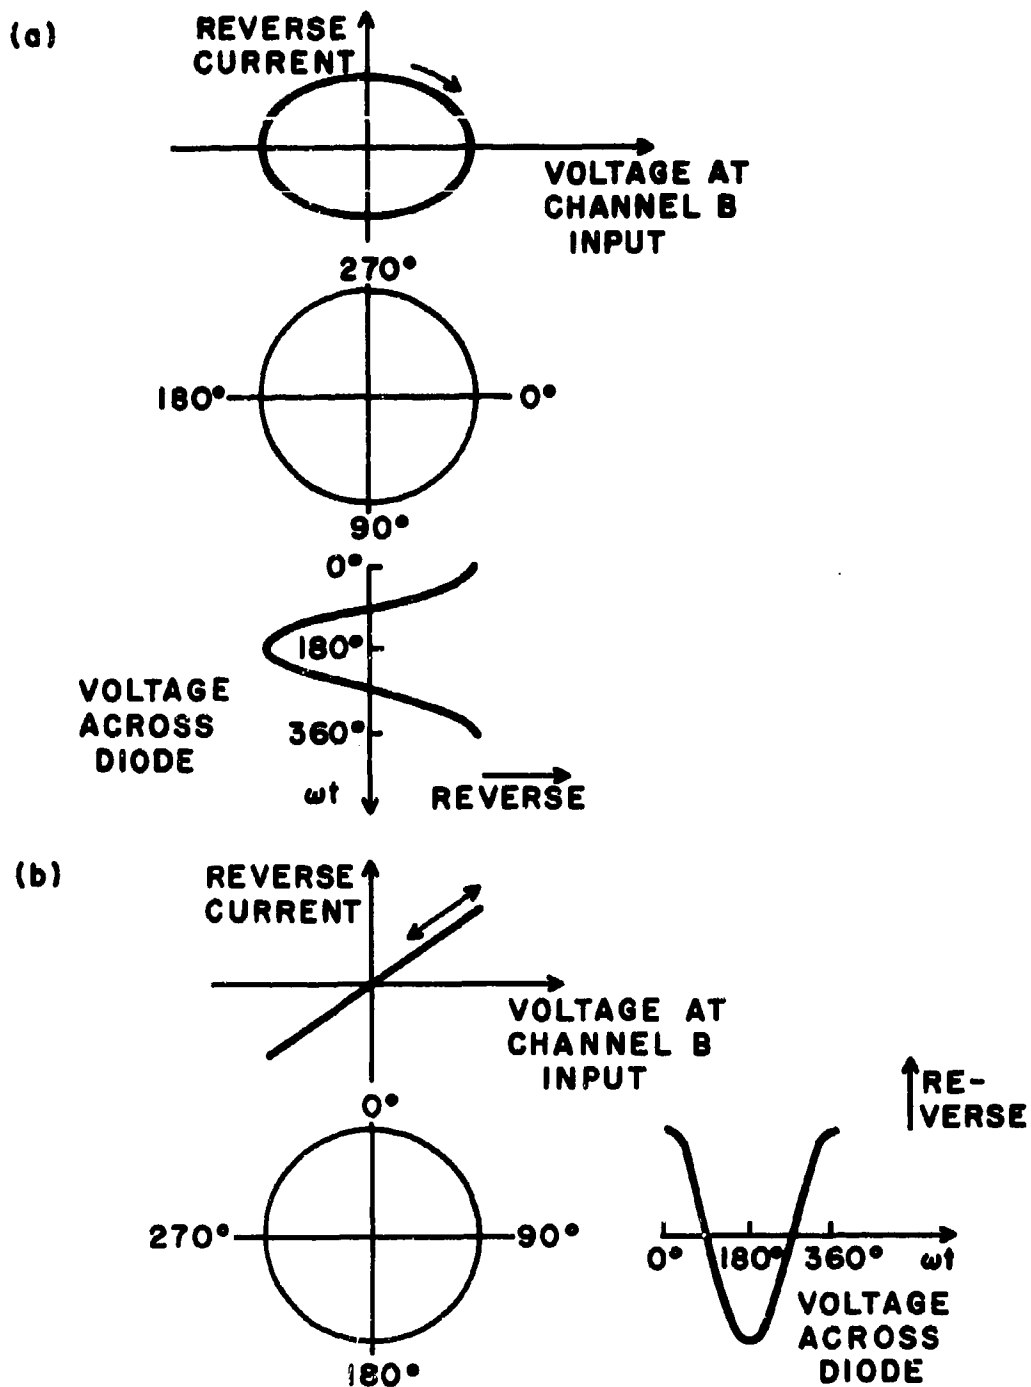 (a)
REVERSE
CURRENT
VOLTAGE AT
CHANNEL B
INPUT
270°
180°
0°
90°
0°
180°
360°
VOLTAGE
ACROSS
DIODE
ωt
REVERSE
(b)
REVERSE
CURRENT
VOLTAGE AT
CHANNEL B
INPUT
RE-
VERSE
0°
270°
90°
180°
0°
180°
360°
ωt
VOLTAGE
ACROSS
DIODE